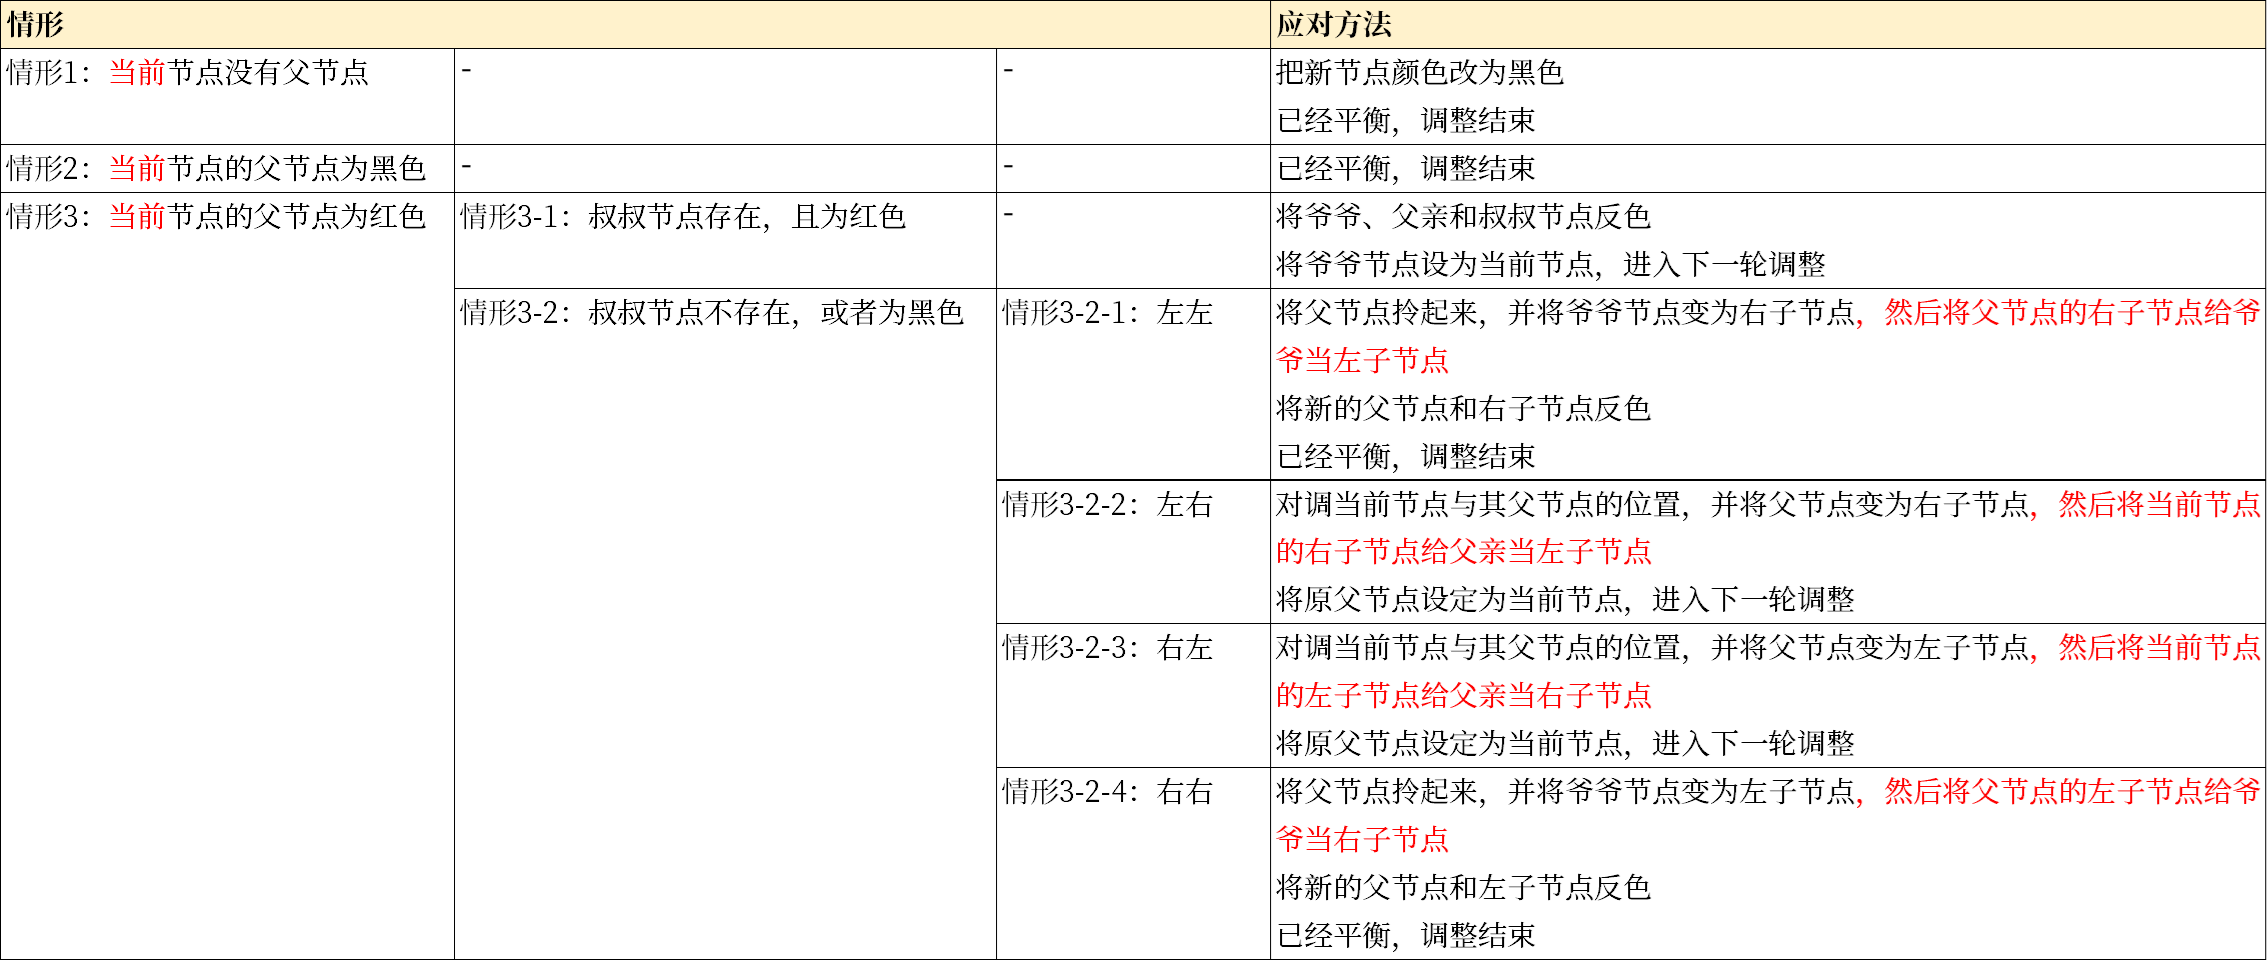 情形
应对方法
情形1：当前节点没有父节点
-
-
把新节点颜色改为黑色
已经平衡，调整结束
情形2：当前节点的父节点为黑色
-
-
已经平衡，调整结束
情形3：当前节点的父节点为红色
情形3-1：叔叔节点存在，且为红色
-
将爷爷、父亲和叔叔节点反色
将爷爷节点设为当前节点，进入下一轮调整
情形3-2：叔叔节点不存在，或者为黑色
情形3-2-1：左左
将父节点拎起来，并将爷爷节点变为右子节点，然后将父节点的右子节点给爷
爷当左子节点
将新的父节点和右子节点反色
已经平衡，调整结束
情形3-2-2：左右
对调当前节点与其父节点的位置，并将父节点变为右子节点，然后将当前节点
的右子节点给父亲当左子节点
将原父节点设定为当前节点，进入下一轮调整
情形3-2-3：右左
对调当前节点与其父节点的位置，并将父节点变为左子节点，然后将当前节点
的左子节点给父亲当右子节点
将原父节点设定为当前节点，进入下一轮调整
情形3-2-4：右右
将父节点拎起来，并将爷爷节点变为左子节点，然后将父节点的左子节点给爷
爷当右子节点
将新的父节点和左子节点反色
已经平衡，调整结束